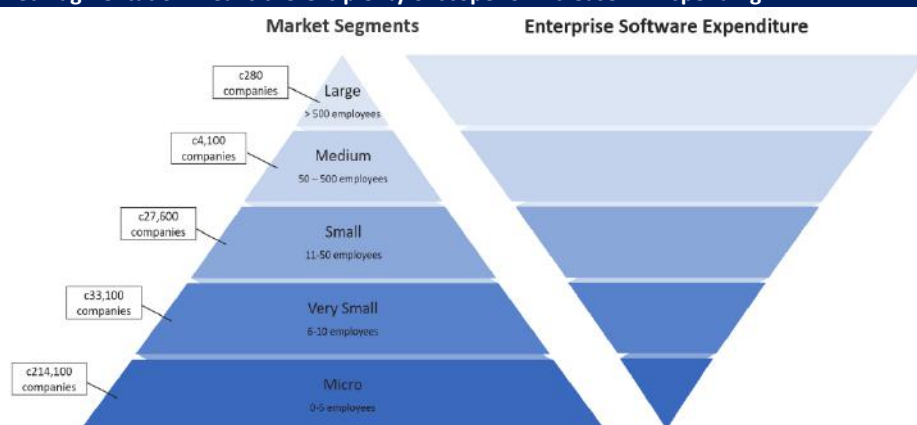 Market Segments
Enterprise Software Expenditure
c280
companies
Large
> 500 employees
c4,100
companies
Medium
50 – 500 employees
c27,600
companies
Small
11-50 employees
c33,100
companies
Very Small
6-10 employees
c214,100
companies
Micro
0-5 employees